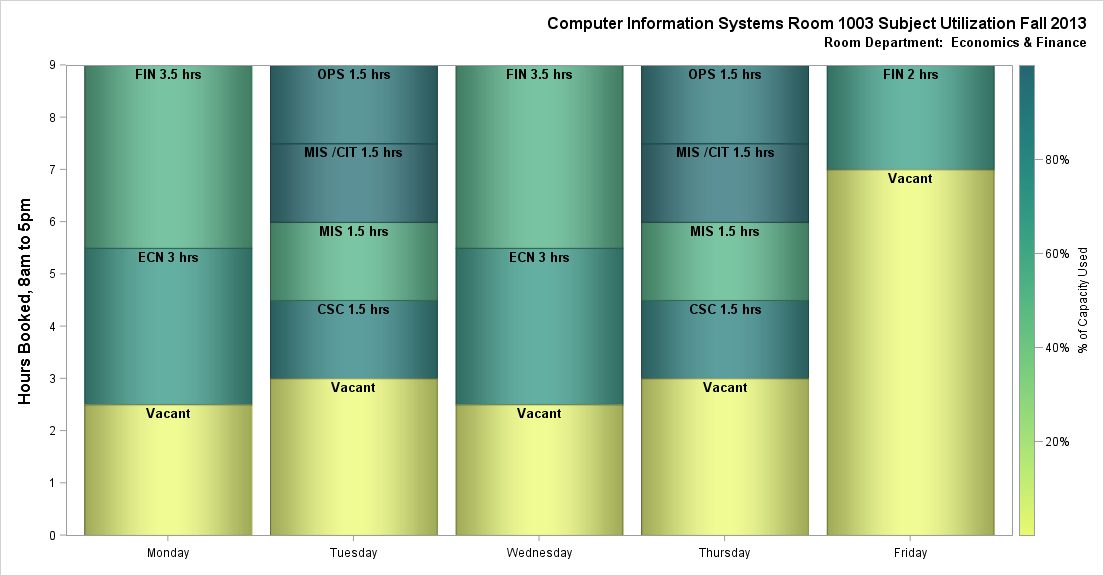 Computer Information Systems Room 1003 Subject Utilization Fall 2013
Room Department:  Economics & Finance
Hours Booked, 8am to 5pm
9
8
7
6
5
4
3
2
1
0
FIN 3.5 hrs
ECN 3 hrs
Vacant
OPS 1.5 hrs
MIS /CIT 1.5 hrs
MIS 1.5 hrs
CSC 1.5 hrs
Vacant
FIN 3.5 hrs
ECN 3 hrs
Vacant
OPS 1.5 hrs
MIS /CIT 1.5 hrs
MIS 1.5 hrs
CSC 1.5 hrs
Vacant
FIN 2 hrs
Vacant
Monday
Tuesday
Wednesday
Thursday
Friday
80%
60%
40%
20%
% of Capacity Used